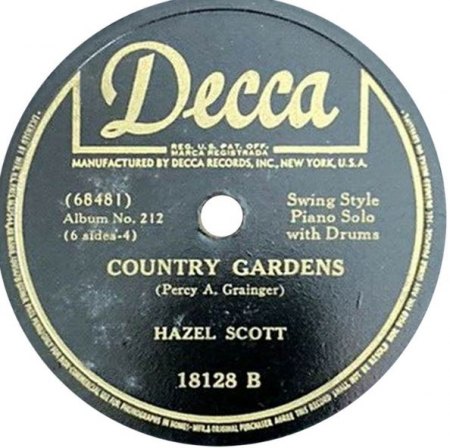 Decca
REG. U.S. PAT. OFF.
MARCA REGISTRADA
MANUFACTURED BY DECCA RECORDS, INC., NEW YORK, U.S.A.
(68481)
Album No. 212
(6 sides-4)
Swing Style
Piano Solo
with Drums
COUNTRY GARDENS
(Percy A. Grainger)
HAZEL SCOTT
18128 B